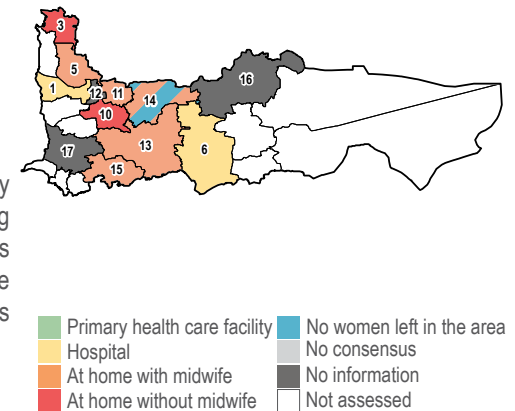 3
5
1
12
11
14
16
10
17
13
6
15
y
g
s
e
s
Primary health care facility
Hospital
At home with midwife
At home without midwife
No women left in the area
No consensus
No information
Not assessed